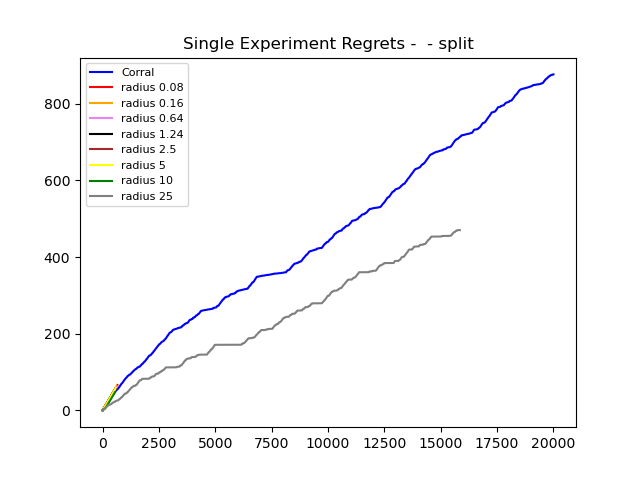 Single Experiment Regrets -  - split
Corral
radius 0.08
radius 0.16
radius 0.64
radius 1.24
radius 2.5
radius 5
radius 10
radius 25
800
600
400
200
0
0 2500 5000 7500 10000 12500 15000 17500 20000